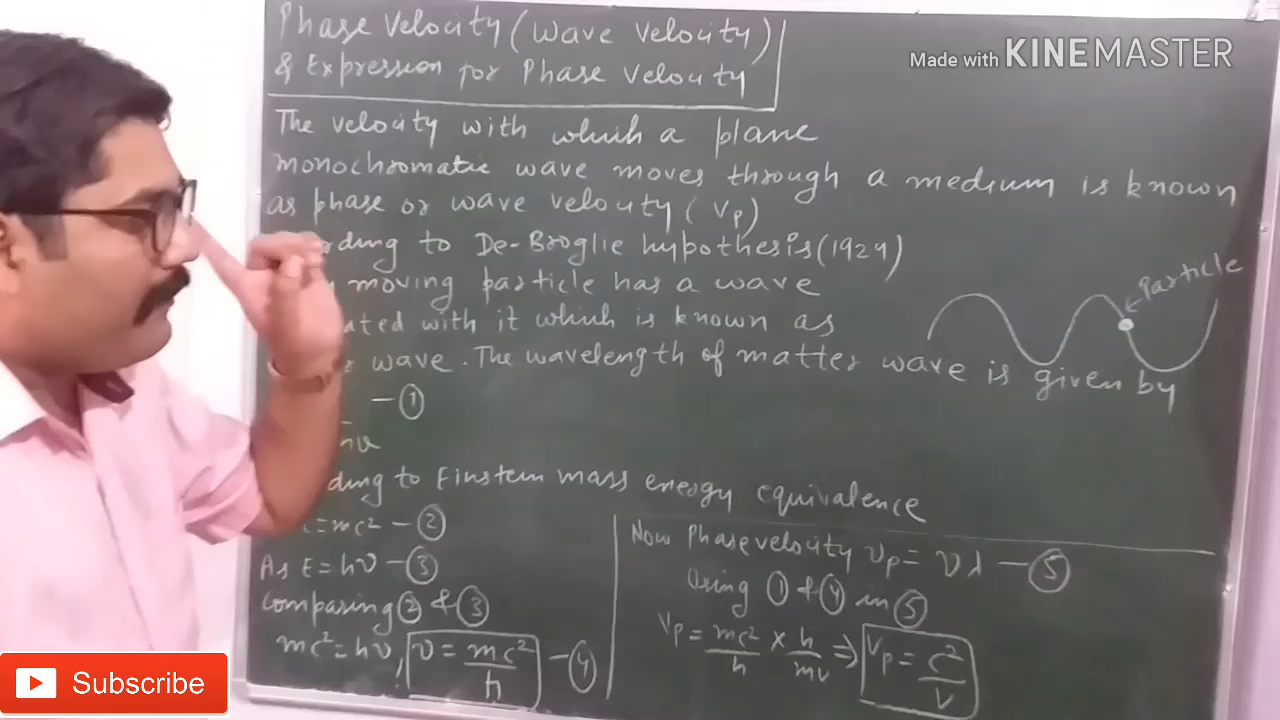 Phase Velocity (Wave Velocity)
& Expression for Phase Velocity
Made with KINEMASTER
The velocity with which a plane
monochromatic wave moves through a medium is known
as phase or wave velocity (Vp)
rding to De-Broglie hypothesis (1924)
moving particle has a wave
ated with it which is known as
wave. The wavelength of matter wave is given by
Particle
— ①
hv
ding to Einstein mass energy equivalence
=mc² — ②
As E=hν — ③
Comparing ② & ③
mc²=hν, ν = mc²/h — ④
Now Phase velocity vp = νλ — ⑤
Using ① & ④ in ⑤
Vp = mc²/h × h/mv ⇒ Vp = c²/v
Subscribe